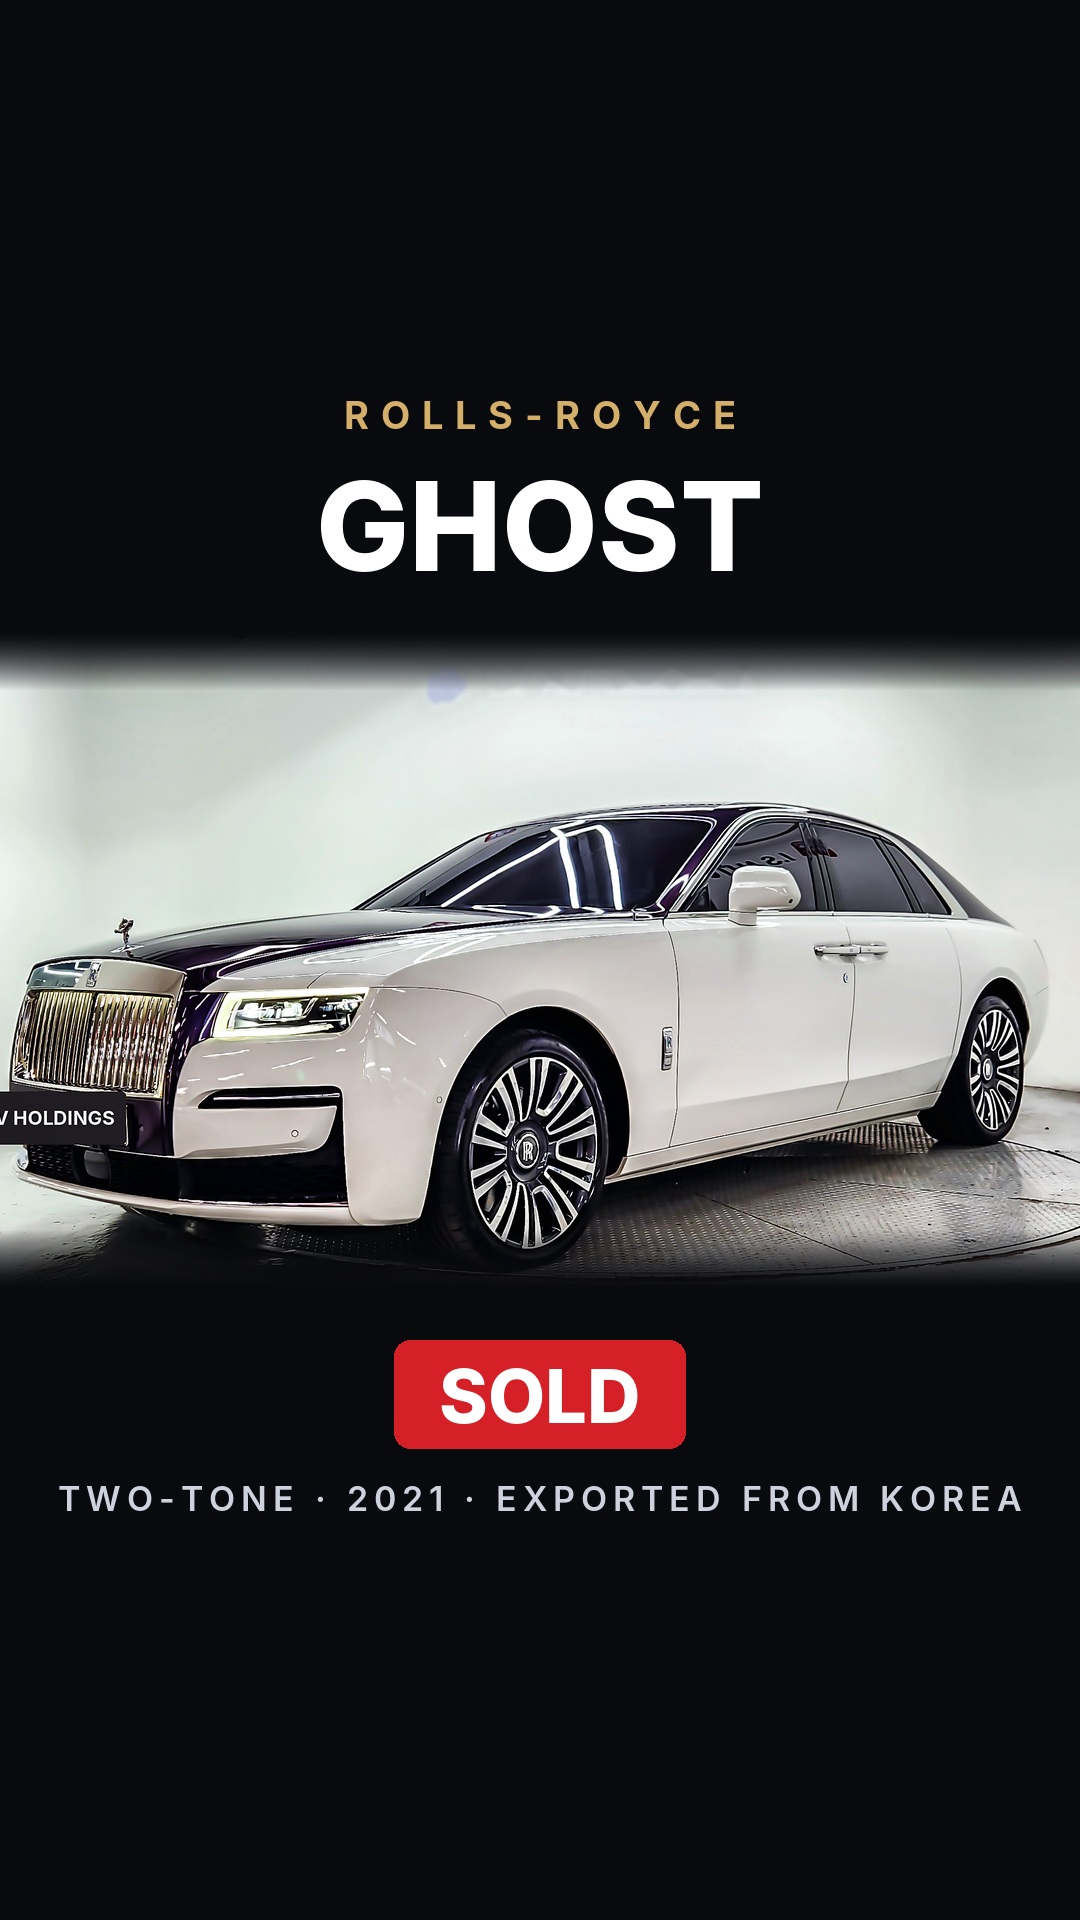 ROLLS-ROYCE
GHOST
V HOLDINGS
SOLD
TWO-TONE · 2021 · EXPORTED FROM KOREA